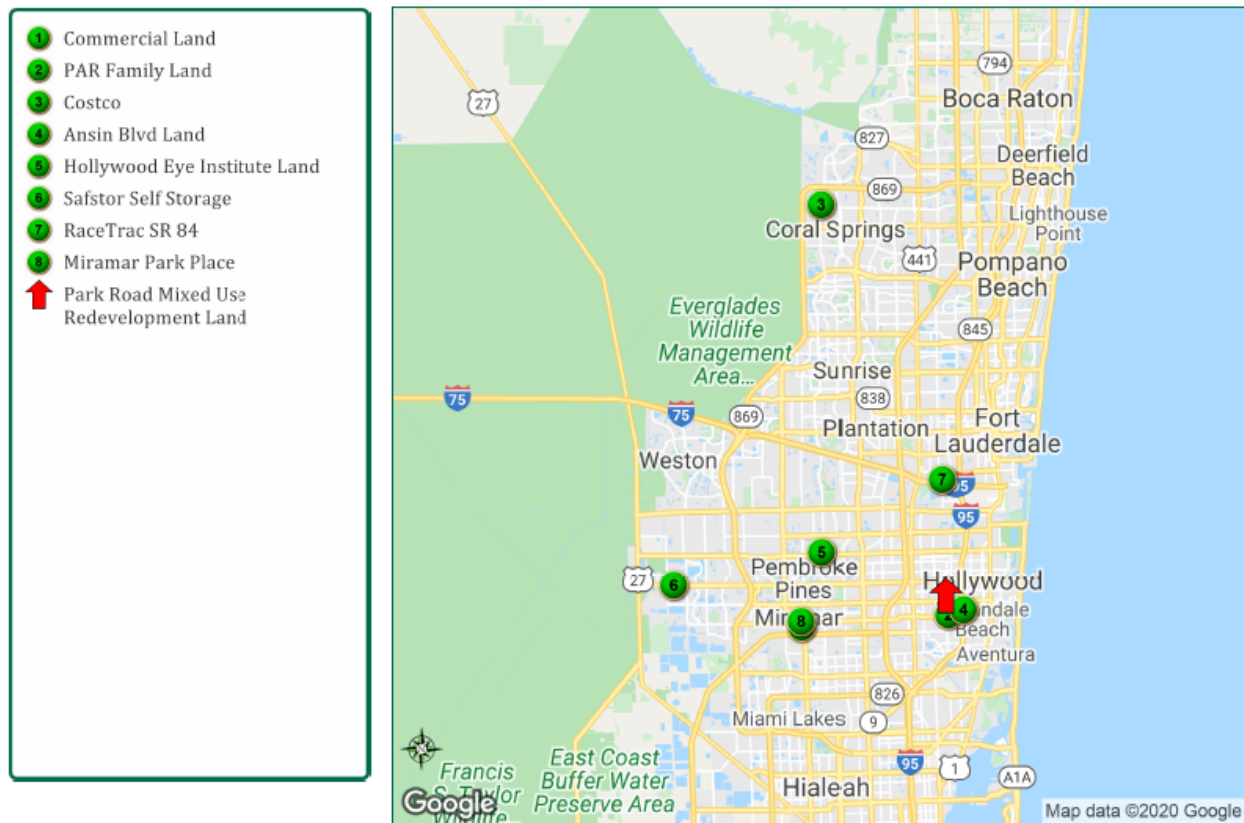 1 Commercial Land
2 PAR Family Land
3 Costco
4 Ansin Blvd Land
5 Hollywood Eye Institute Land
6 Safstor Self Storage
7 RaceTrac SR 84
8 Miramar Park Place
Park Road Mixed Use
Redevelopment Land
794
27
Boca Raton
827
Deerfield
Beach
869
3
Lighthouse
Point
Coral Springs
441
Pompano
Beach
Everglades
Wildlife
Management
Area...
845
Sunrise
838
75
75
869
Fort
Lauderdale
Plantation
Weston
7
95
95
5
Pembroke
Pines
27
6
Hollywood
4
8
Miramar
Beach
Aventura
826
Miami Lakes
9
East Coast
Buffer Water
Preserve Area
95
1
A1A
Francis
S. Taylor
Hialeah
Google
Map data ©2020 Google